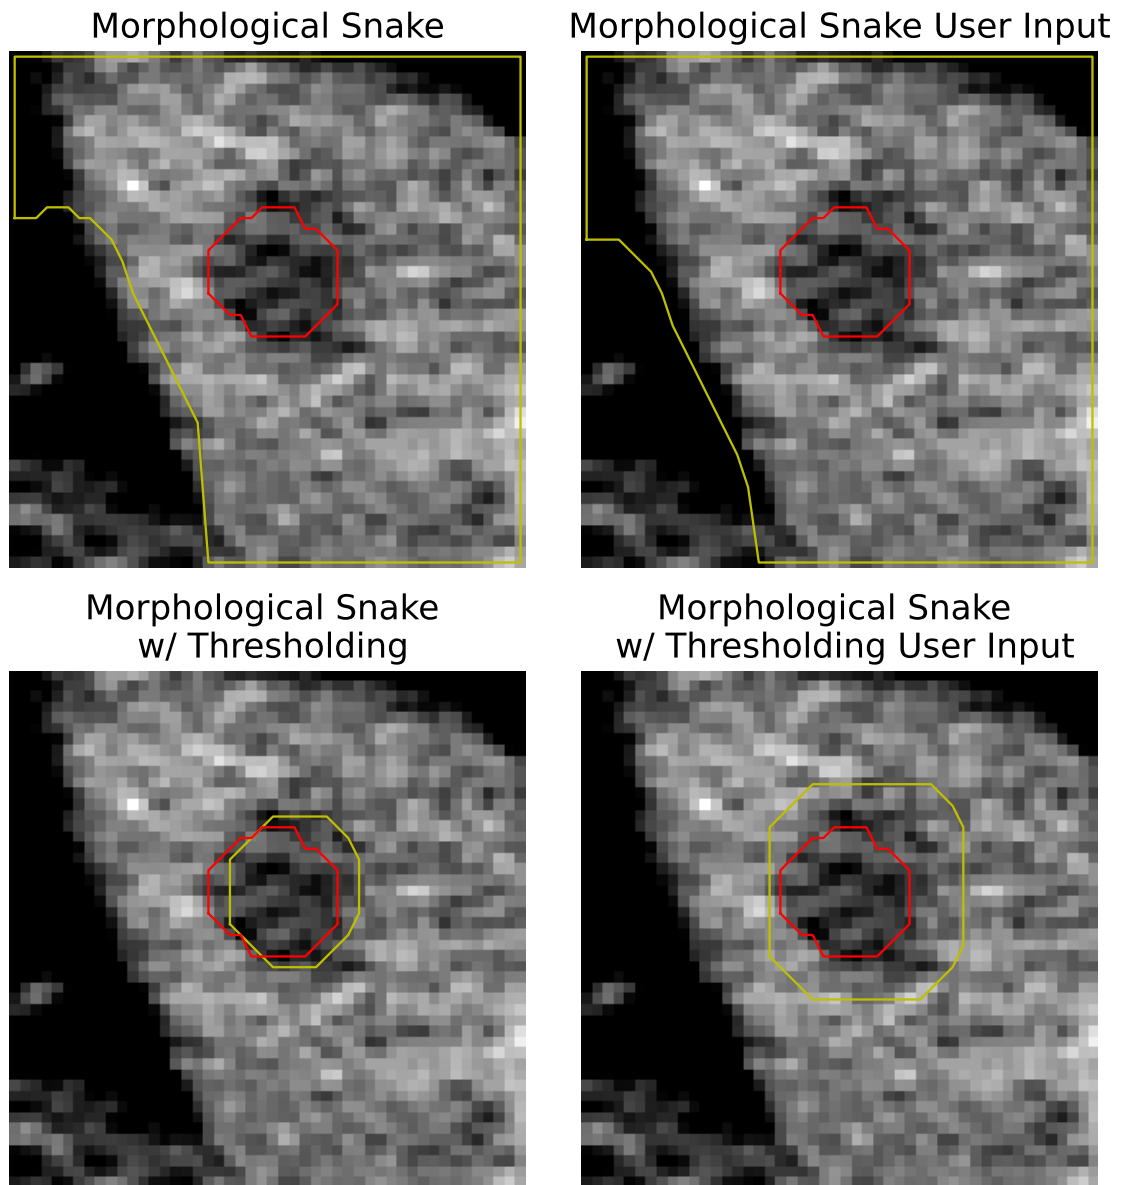 Morphological Snake
Morphological Snake User Input
Morphological Snake
w/ Thresholding
Morphological Snake
w/ Thresholding User Input